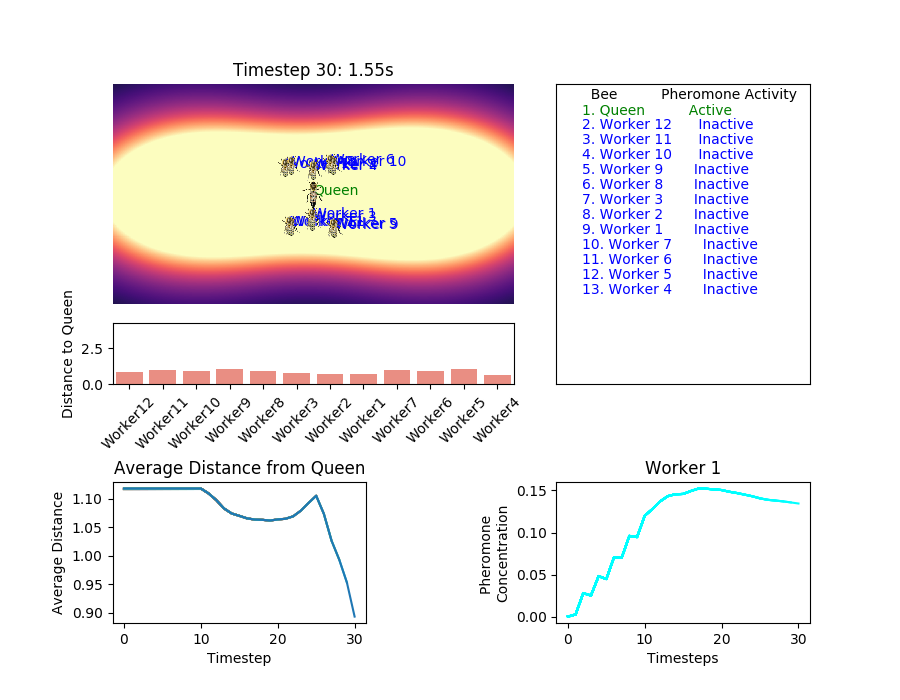 Timestep 30: 1.55s
Worker 6
Worker 10
Worker 4
Queen
Worker 1
Worker 5
Distance to Queen
2.5
0.0
Worker12
Worker11
Worker10
Worker9
Worker8
Worker3
Worker2
Worker1
Worker7
Worker6
Worker5
Worker4
Bee Pheromone Activity
1. Queen Active
2. Worker 12 Inactive
3. Worker 11 Inactive
4. Worker 10 Inactive
5. Worker 9 Inactive
6. Worker 8 Inactive
7. Worker 3 Inactive
8. Worker 2 Inactive
9. Worker 1 Inactive
10. Worker 7 Inactive
11. Worker 6 Inactive
12. Worker 5 Inactive
13. Worker 4 Inactive
Average Distance from Queen
Average Distance
1.10
1.05
1.00
0.95
0.90
0
10
20
30
Timestep
Worker 1
Pheromone
Concentration
0.15
0.10
0.05
0.00
0
10
20
30
Timesteps